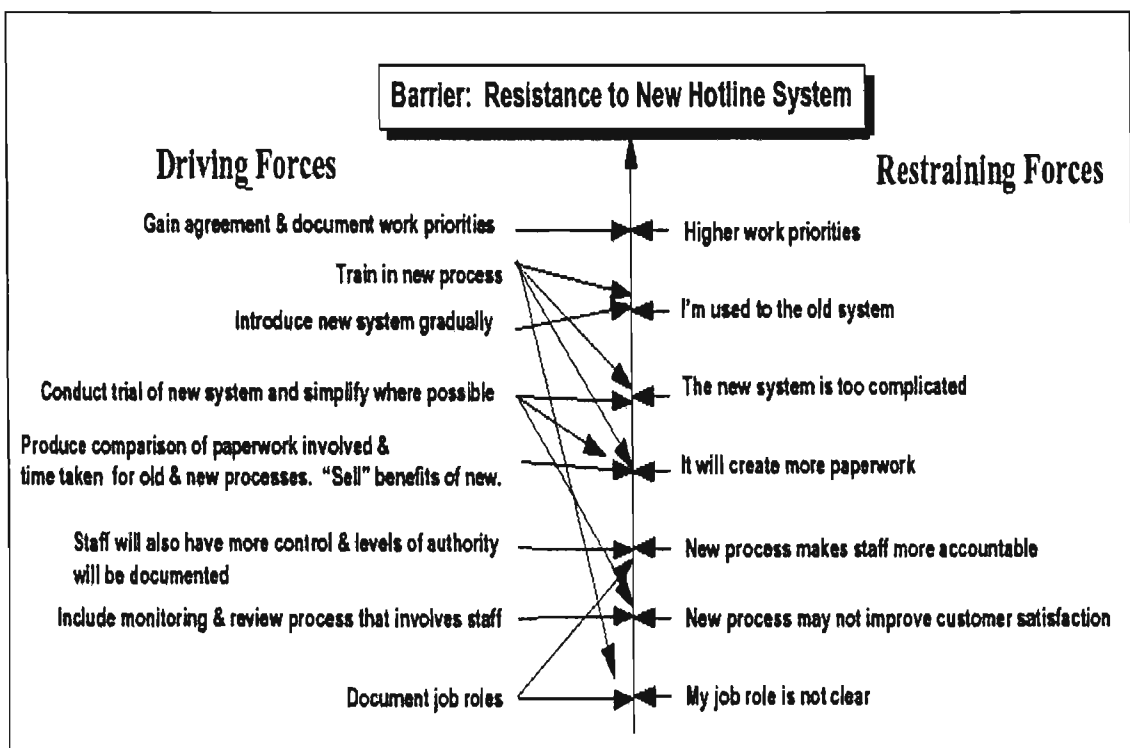 Barrier: Resistance to New Hotline System
Driving Forces
Restraining Forces
Gain agreement & document work priorities
Higher work priorities
Train in new process
Introduce new system gradually
I'm used to the old system
Conduct trial of new system and simplify where possible
The new system is too complicated
Produce comparison of paperwork involved &
time taken for old & new processes. “Sell” benefits of new.
It will create more paperwork
Staff will also have more control & levels of authority
will be documented
New process makes staff more accountable
Include monitoring & review process that involves staff
New process may not improve customer satisfaction
Document job roles
My job role is not clear